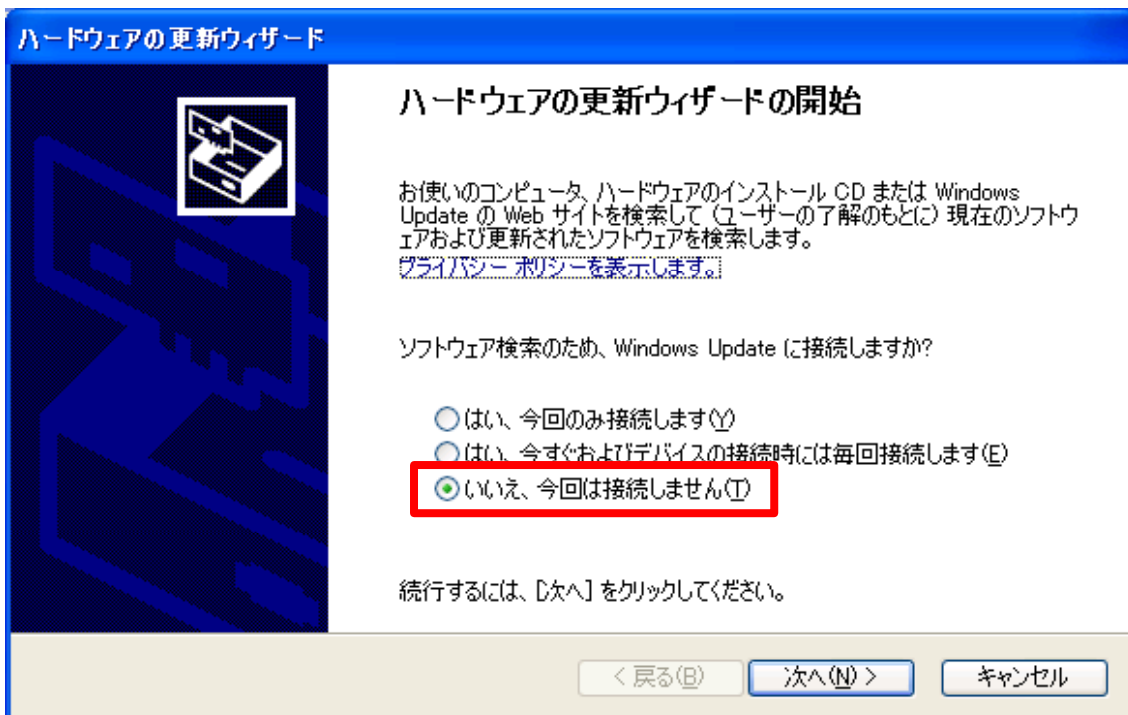 ハードウェアの更新ウィザード
ハードウェアの更新ウィザードの開始
お使いのコンピュータ、ハードウェアのインストール CD または Windows
Update の Web サイトを検索して (ユーザーの了解のもとに) 現在のソフトウ
ェアおよび更新されたソフトウェアを検索します。
プライバシー ポリシーを表示します。
ソフトウェア検索のため、Windows Update に接続しますか?
はい、今回のみ接続します(Y)
はい、今すぐおよびデバイスの接続時には毎回接続します(E)
いいえ、今回は接続しません(T)
続行するには、[次へ] をクリックしてください。
< 戻る(B) 次へ(N) > キャンセル